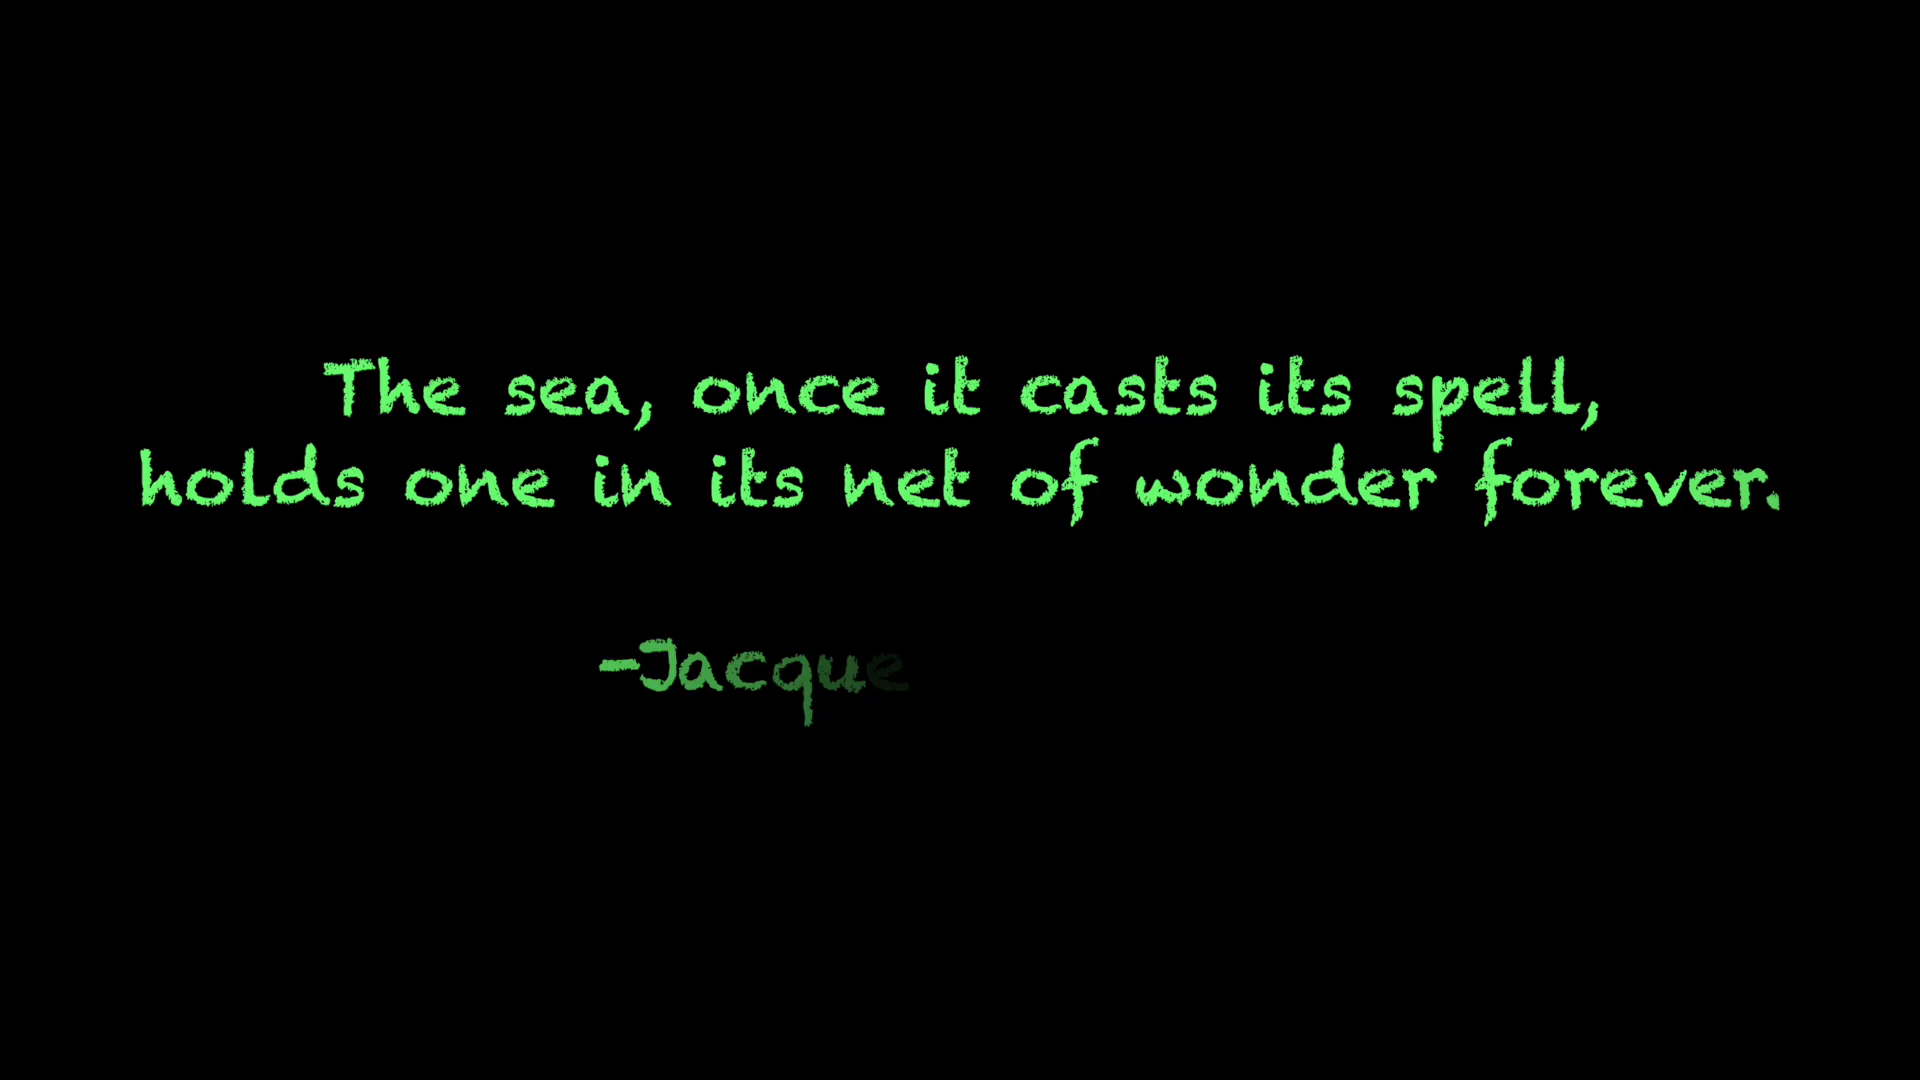 The sea, once it casts its spell,
holds one in its net of wonder forever.
-Jacque